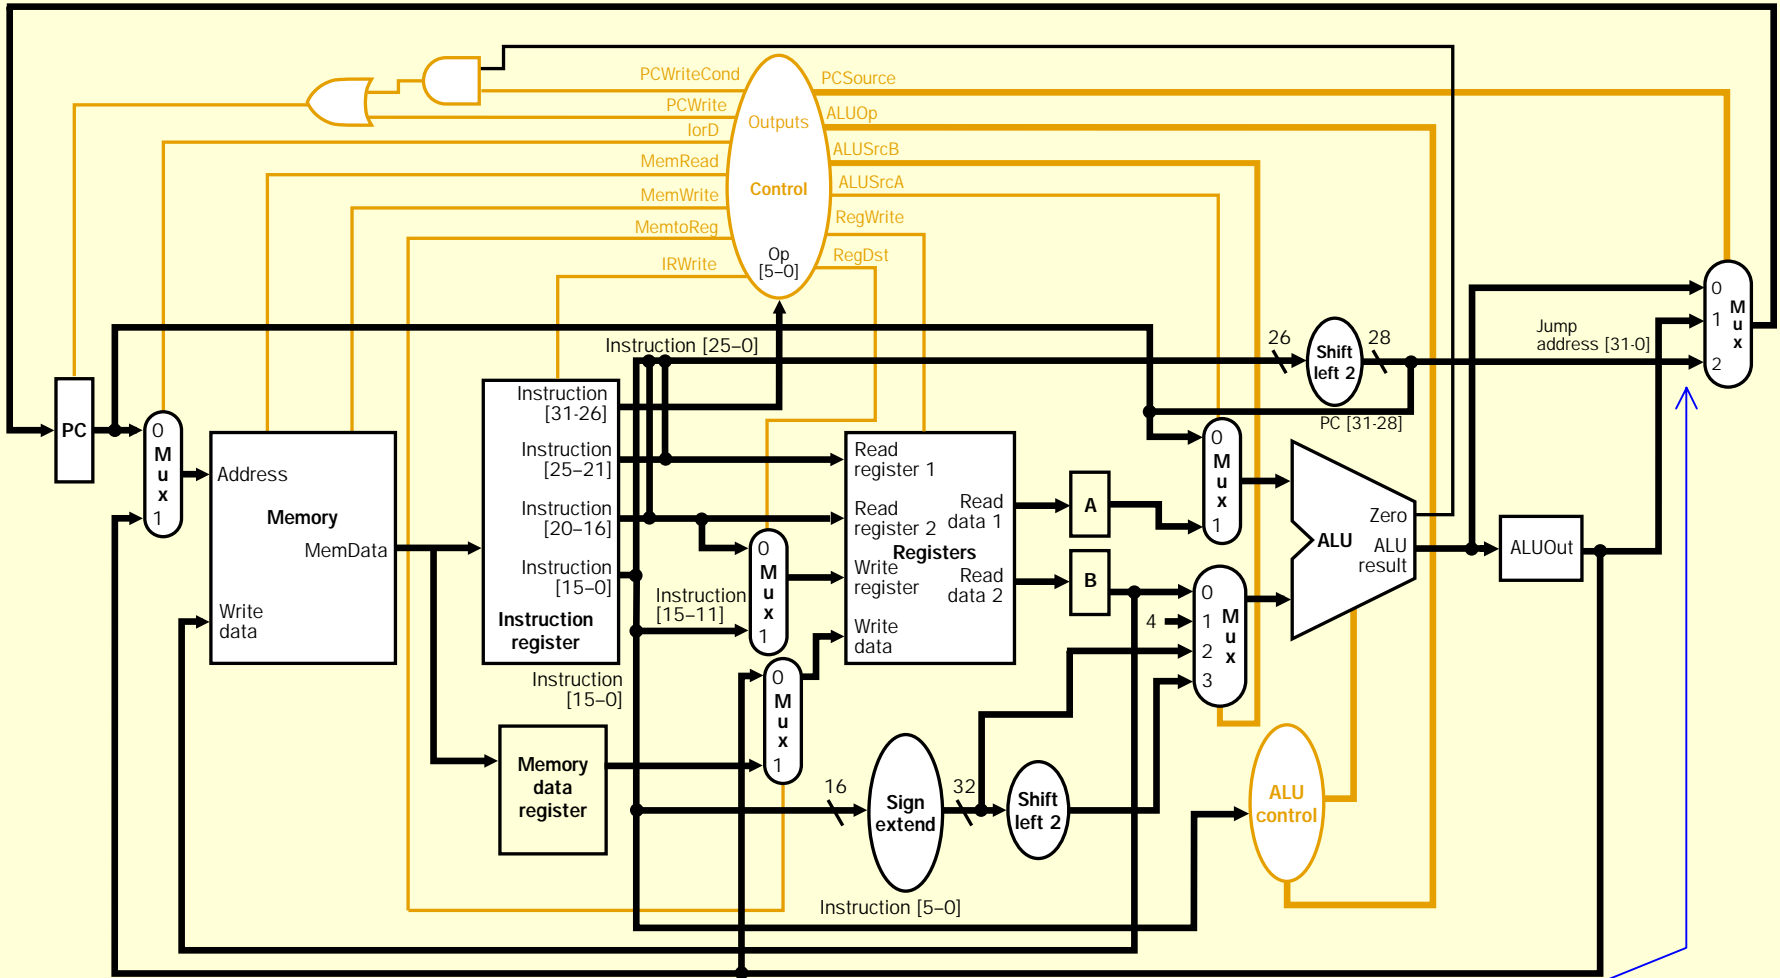 PCWriteCond
PCSource
PCWrite
ALUOp
Outputs
IorD
ALUSrcB
MemRead
ALUSrcA
Control
MemWrite
RegWrite
MemtoReg
Op
[5–0]
RegDst
IRWrite
0
1
2
M
u
x
Jump
address [31-0]
26
28
Shift
left 2
Instruction [25–0]
PC [31-28]
PC
0
M
u
x
1
Address
Memory
MemData
Write
data
Instruction
[31-26]
Instruction
[25–21]
Instruction
[20–16]
Instruction
[15–0]
Instruction
register
Instruction
[15–11]
0
M
u
x
1
Read
register 1
Read
register 2
Registers
Write
register
Write
data
Read
data 1
Read
data 2
A
B
0
M
u
x
1
0
4
1
2
3
M
u
x
Zero
ALU
ALU
result
ALUOut
Instruction
[15–0]
0
M
u
x
1
Memory
data
register
16
Sign
extend
32
Shift
left 2
ALU
control
Instruction [5–0]